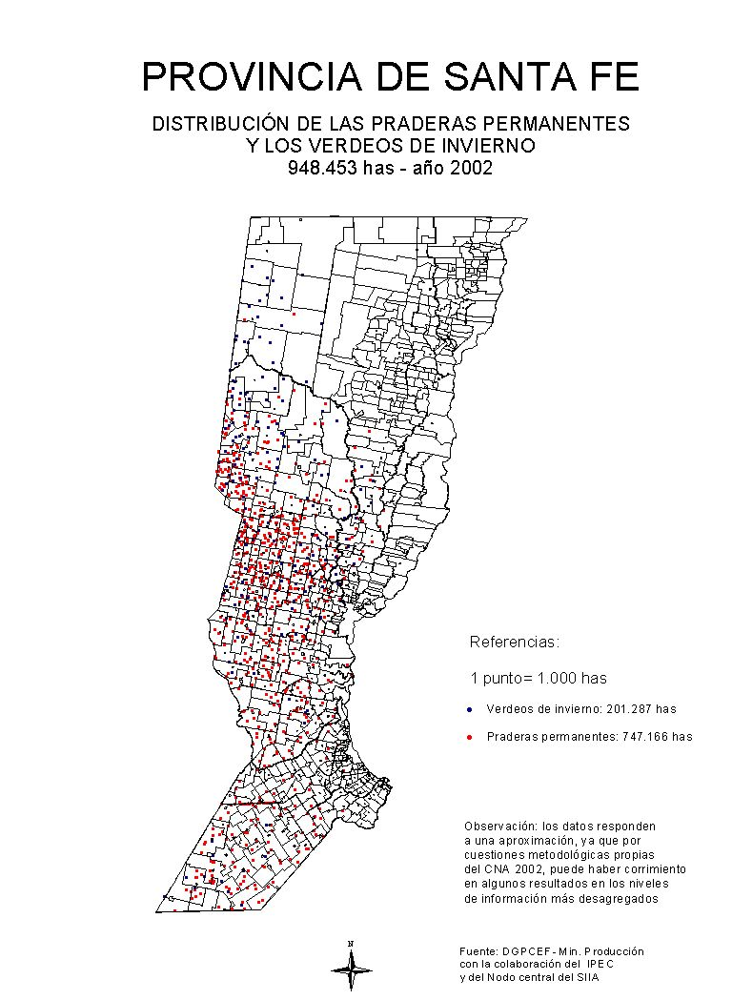 PROVINCIA DE SANTA FE
DISTRIBUCIÓN DE LAS PRADERAS PERMANENTES
Y LOS VERDEOS DE INVIERNO
948.453 has - año 2002
Referencias:
1 punto= 1.000 has
Verdeos de invierno: 201.287 has
Praderas permanentes: 747.166 has
Observación: los datos responden
a una aproximación, ya que por
cuestiones metodológicas propias
del CNA 2002, puede haber corrimiento
en algunos resultados en los niveles
de información más desagregados
N
Fuente: DGPCEF - Min. Producción
con la colaboración del IPEC
y del Nodo central del SIIA